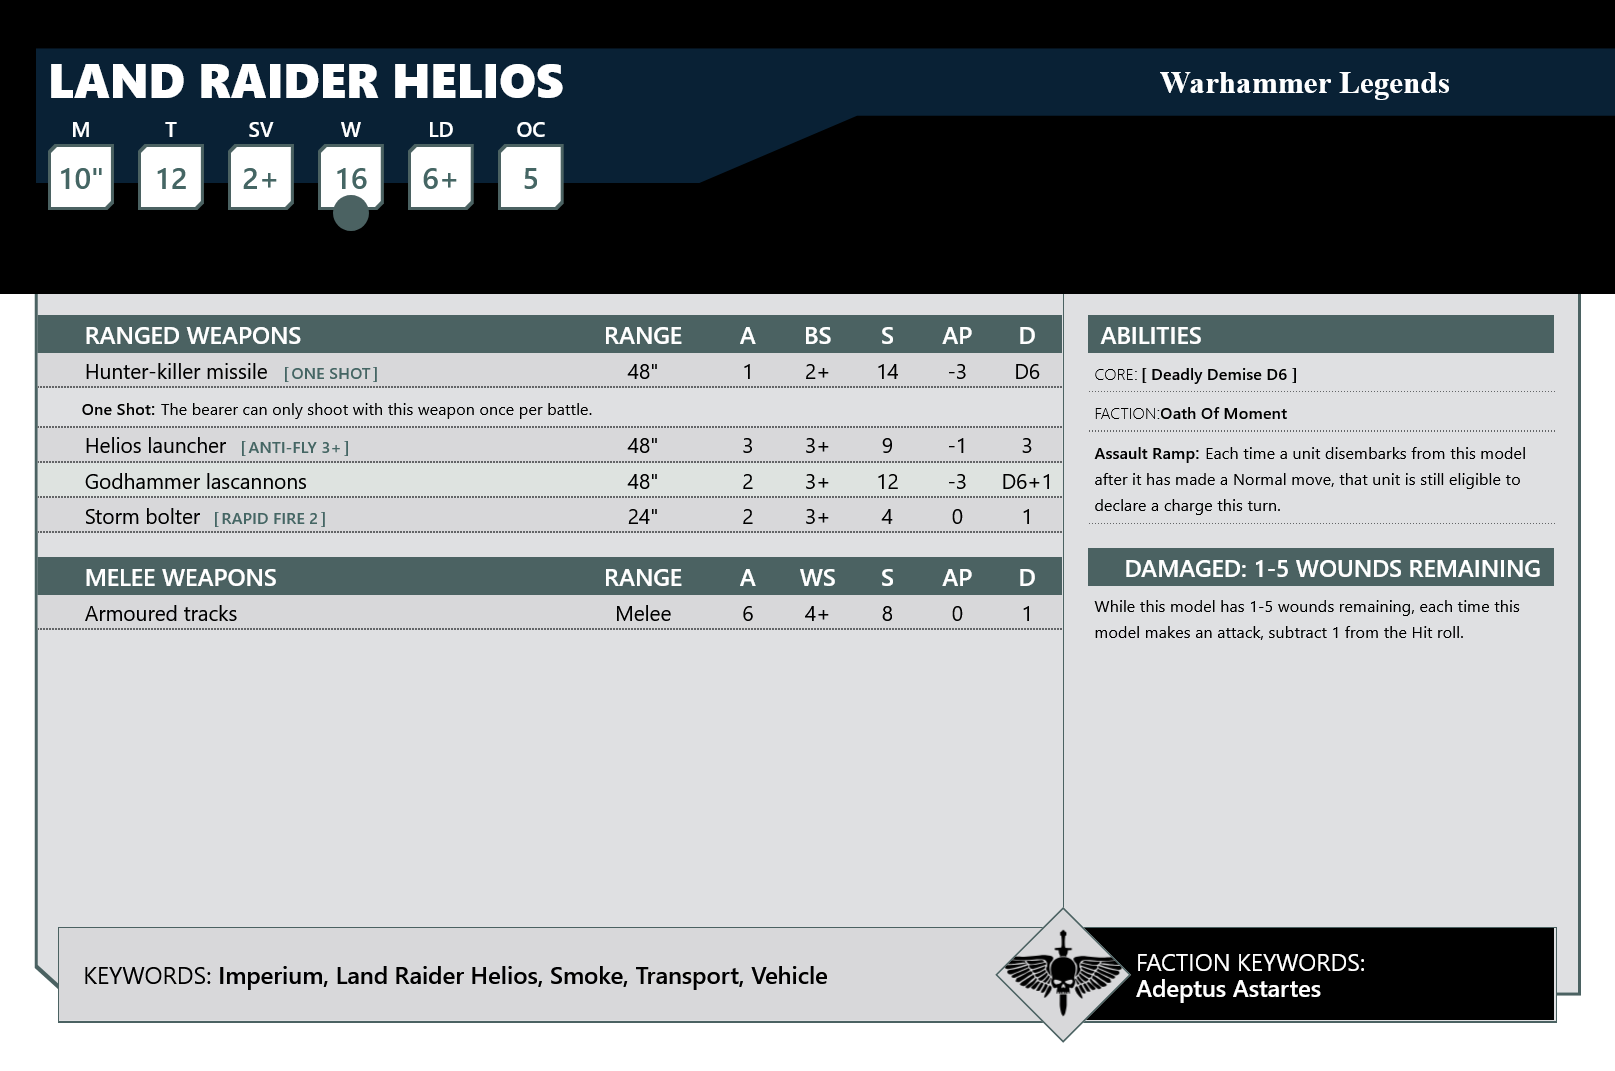 LAND RAIDER HELIOS
Warhammer Legends
M T SV W LD OC
10" 12 2+ 16 6+ 5
RANGED WEAPONS RANGE A BS S AP D
Hunter-killer missile [ONE SHOT] 48" 1 2+ 14 -3 D6
One Shot: The bearer can only shoot with this weapon once per battle.
Helios launcher [ANTI-FLY 3+] 48" 3 3+ 9 -1 3
Godhammer lascannons 48" 2 3+ 12 -3 D6+1
Storm bolter [RAPID FIRE 2] 24" 2 3+ 4 0 1
MELEE WEAPONS RANGE A WS S AP D
Armoured tracks Melee 6 4+ 8 0 1
ABILITIES
CORE: [ Deadly Demise D6 ]
FACTION:Oath Of Moment
Assault Ramp: Each time a unit disembarks from this model
after it has made a Normal move, that unit is still eligible to
declare a charge this turn.
DAMAGED: 1-5 WOUNDS REMAINING
While this model has 1-5 wounds remaining, each time this
model makes an attack, subtract 1 from the Hit roll.
KEYWORDS: Imperium, Land Raider Helios, Smoke, Transport, Vehicle
FACTION KEYWORDS:
Adeptus Astartes